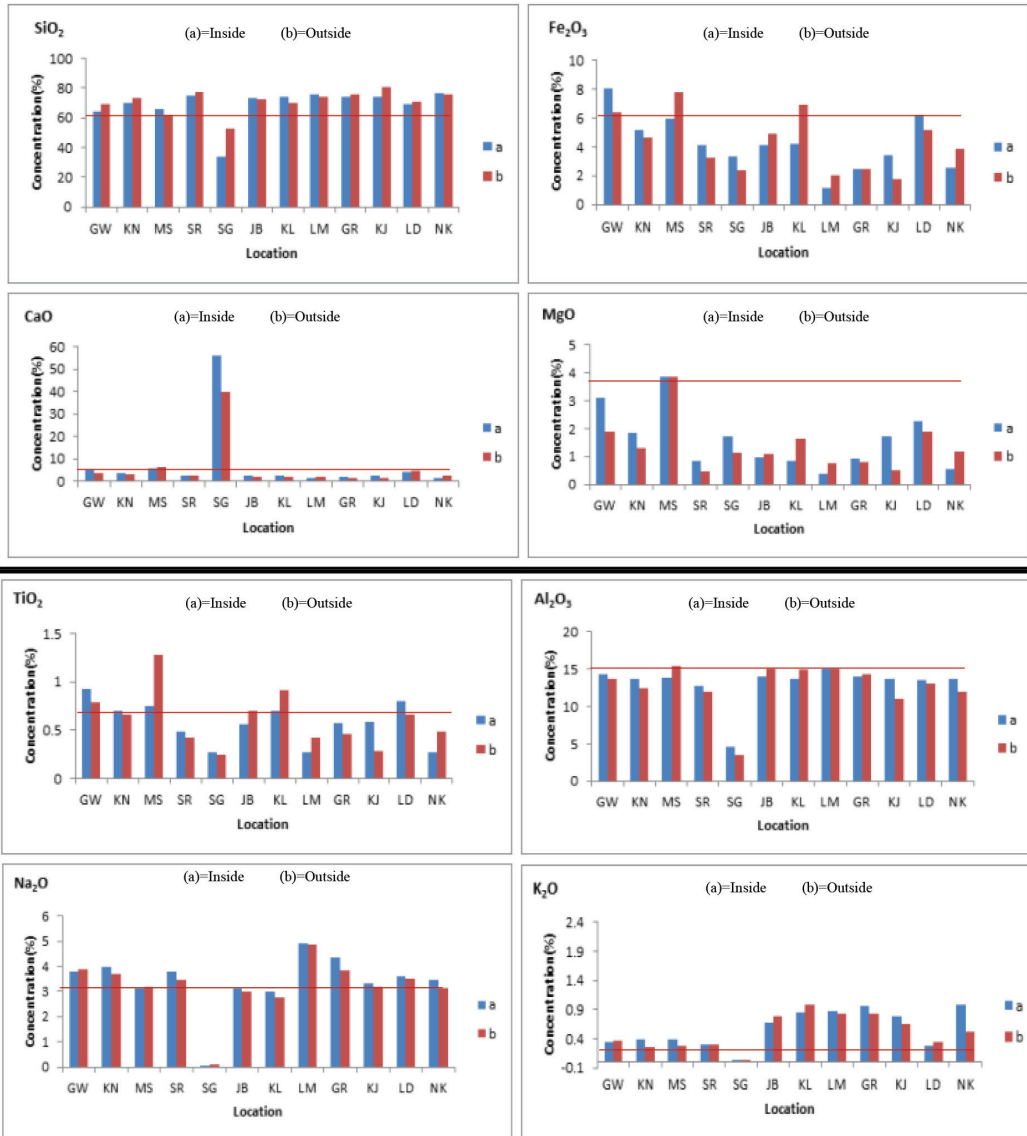 SiO₂ (a)=Inside (b)=Outside
Concentration(%)
100
80
60
40
20
0
GW KN MS SR SG JB KL LM GR KJ LD NK
Location
a
b
Fe₂O₃ (a)=Inside (b)=Outside
Concentration(%)
10
8
6
4
2
0
GW KN MS SR SG JB KL LM GR KJ LD NK
Location
a
b
CaO (a)=Inside (b)=Outside
Concentration(%)
60
50
40
30
20
10
0
GW KN MS SR SG JB KL LM GR KJ LD NK
Location
a
b
MgO (a)=Inside (b)=Outside
Concentration(%)
5
4
3
2
1
0
GW KN MS SR SG JB KL LM GR KJ LD NK
Location
a
b
TiO₂ (a)=Inside (b)=Outside
Concentration(%)
1.5
1
0.5
0
GW KN MS SR SG JB KL LM GR KJ LD NK
Location
a
b
Al₂O₃ (a)=Inside (b)=Outside
Concentration(%)
20
15
10
5
0
GW KN MS SR SG JB KL LM GR KJ LD NK
Location
a
b
Na₂O (a)=Inside (b)=Outside
Concentration(%)
6
5
4
3
2
1
0
GW KN MS SR SG JB KL LM GR KJ LD NK
Location
a
b
K₂O (a)=Inside (b)=Outside
Concentration(%)
2.4
1.9
1.4
0.9
0.4
-0.1
GW KN MS SR SG JB KL LM GR KJ LD NK
Location
a
b